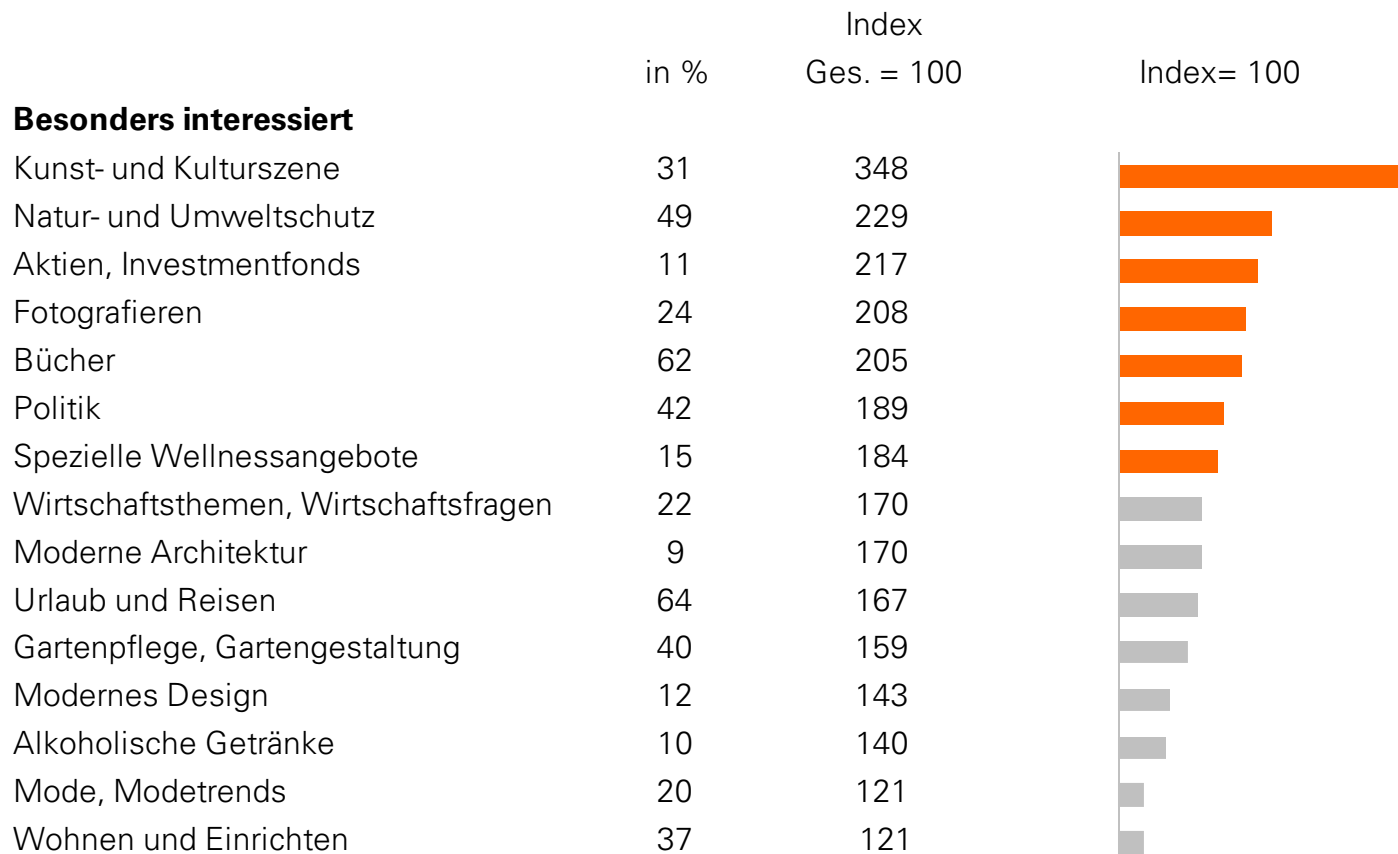 Index
in % Ges. = 100 Index= 100
Besonders interessiert
Kunst- und Kulturszene 31 348
Natur- und Umweltschutz 49 229
Aktien, Investmentfonds 11 217
Fotografieren 24 208
Bücher 62 205
Politik 42 189
Spezielle Wellnessangebote 15 184
Wirtschaftsthemen, Wirtschaftsfragen 22 170
Moderne Architektur 9 170
Urlaub und Reisen 64 167
Gartenpflege, Gartengestaltung 40 159
Modernes Design 12 143
Alkoholische Getränke 10 140
Mode, Modetrends 20 121
Wohnen und Einrichten 37 121